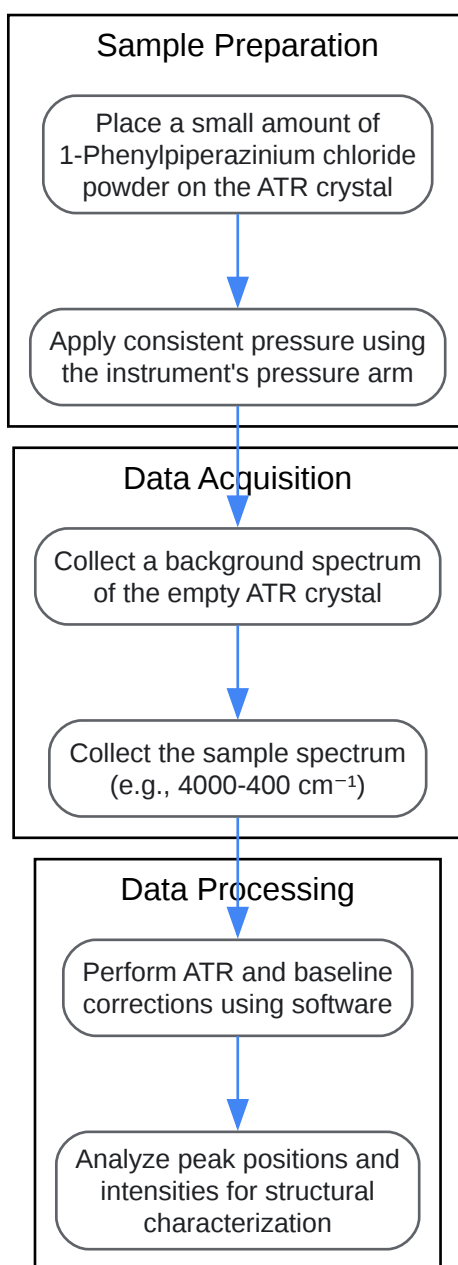 Sample Preparation
Place a small amount of
1-Phenylpiperazinium chloride
powder on the ATR crystal
Apply consistent pressure using
the instrument's pressure arm
Data Acquisition
Collect a background spectrum
of the empty ATR crystal
Collect the sample spectrum
(e.g., 4000-400 cm⁻¹)
Data Processing
Perform ATR and baseline
corrections using software
Analyze peak positions and
intensities for structural
characterization